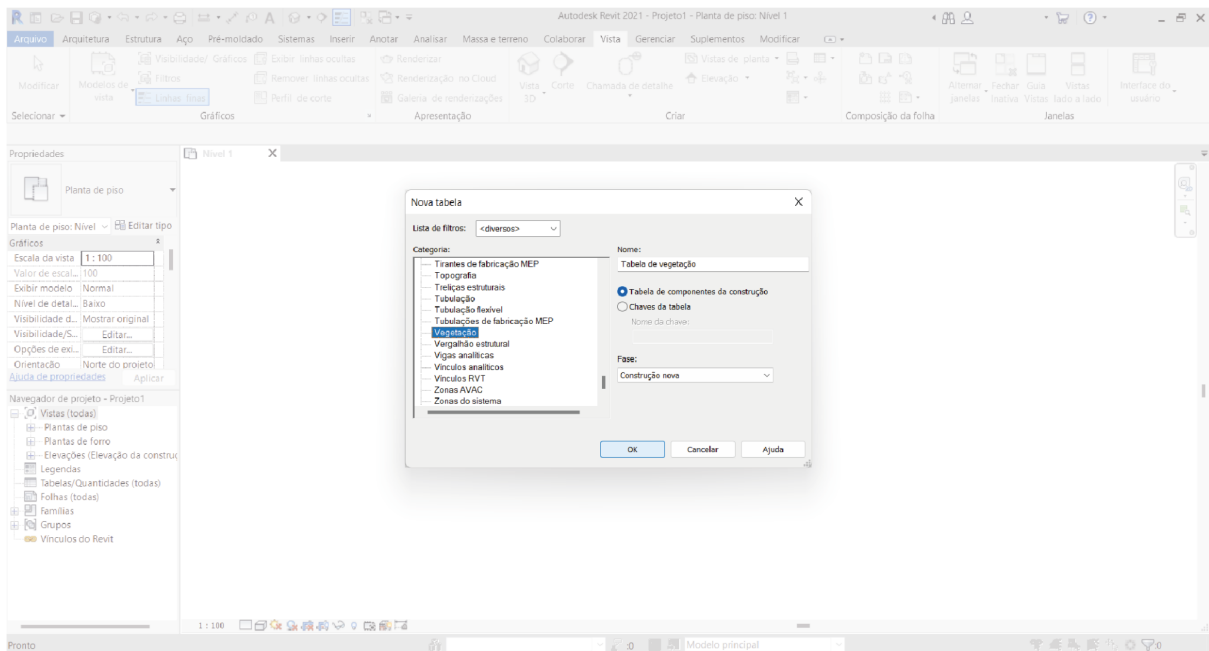 Autodesk Revit 2021 - Projeto1 - Planta de piso: Nível 1
Arquivo Arquitetura Estrutura Aço Pré-moldado Sistemas Inserir Anotar Analisar Massa e terreno Colaborar Vista Gerenciar Suplementos Modificar
Modificar
Modelos de vista
Visibilidade/ Gráficos
Filtros
Linhas finas
Exibir linhas ocultas
Remover linhas ocultas
Perfil de corte
Renderizar
Renderização no Cloud
Galeria de renderizações
Vista 3D
Corte
Chamada de detalhe
Vistas de planta
Elevação
Alternar janelas
Fechar Inativa
Guia Vistas
Vistas lado a lado
Interface do usuário
Selecionar Gráficos Apresentação Criar Composição da folha Janelas
Propriedades
Nível 1
Planta de piso
Planta de piso: Nível Editar tipo
Gráficos
Escala da vista 1 : 100
Valor de escal... 100
Exibir modelo Normal
Nível de detal... Baixo
Visibilidade d... Mostrar original
Visibilidade/S... Editar...
Opções de exi... Editar...
Orientação Norte do projeto
Ajuda de propriedades Aplicar
Navegador de projeto - Projeto1
Vistas (todas)
Plantas de piso
Plantas de forro
Elevações (Elevação da construç
Legendas
Tabelas/Quantidades (todas)
Folhas (todas)
Famílias
Grupos
Vínculos do Revit
Nova tabela
Lista de filtros: <diversos>
Categoria:
Tirantes de fabricação MEP
Topografia
Treliças estruturais
Tubulação
Tubulação flexível
Tubulações de fabricação MEP
Vegetação
Vergalhão estrutural
Vigas analíticas
Vínculos analíticos
Vínculos RVT
Zonas AVAC
Zonas do sistema
Nome:
Tabela de vegetação
Tabela de componentes da construção
Chaves da tabela
Nome da chave:
Fase:
Construção nova
OK Cancelar Ajuda
1 : 100
Pronto
:0
Modelo principal
:0